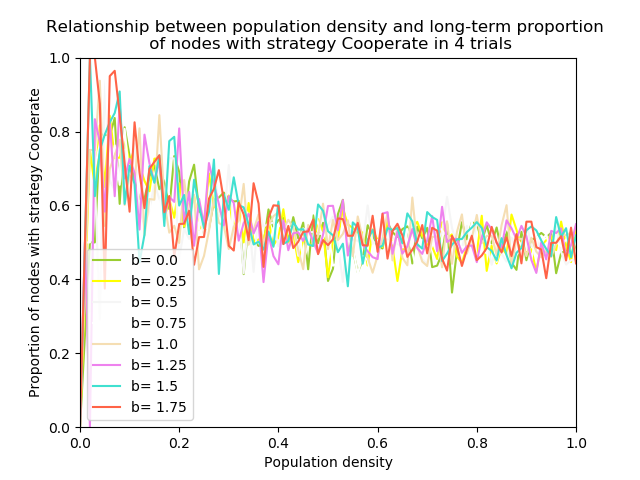 Relationship between population density and long-term proportion
of nodes with strategy Cooperate in 4 trials
Proportion of nodes with strategy Cooperate
1.0
0.8
0.6
0.4
0.2
0.0
b= 0.0
b= 0.25
b= 0.5
b= 0.75
b= 1.0
b= 1.25
b= 1.5
b= 1.75
0.0 0.2 0.4 0.6 0.8 1.0
Population density